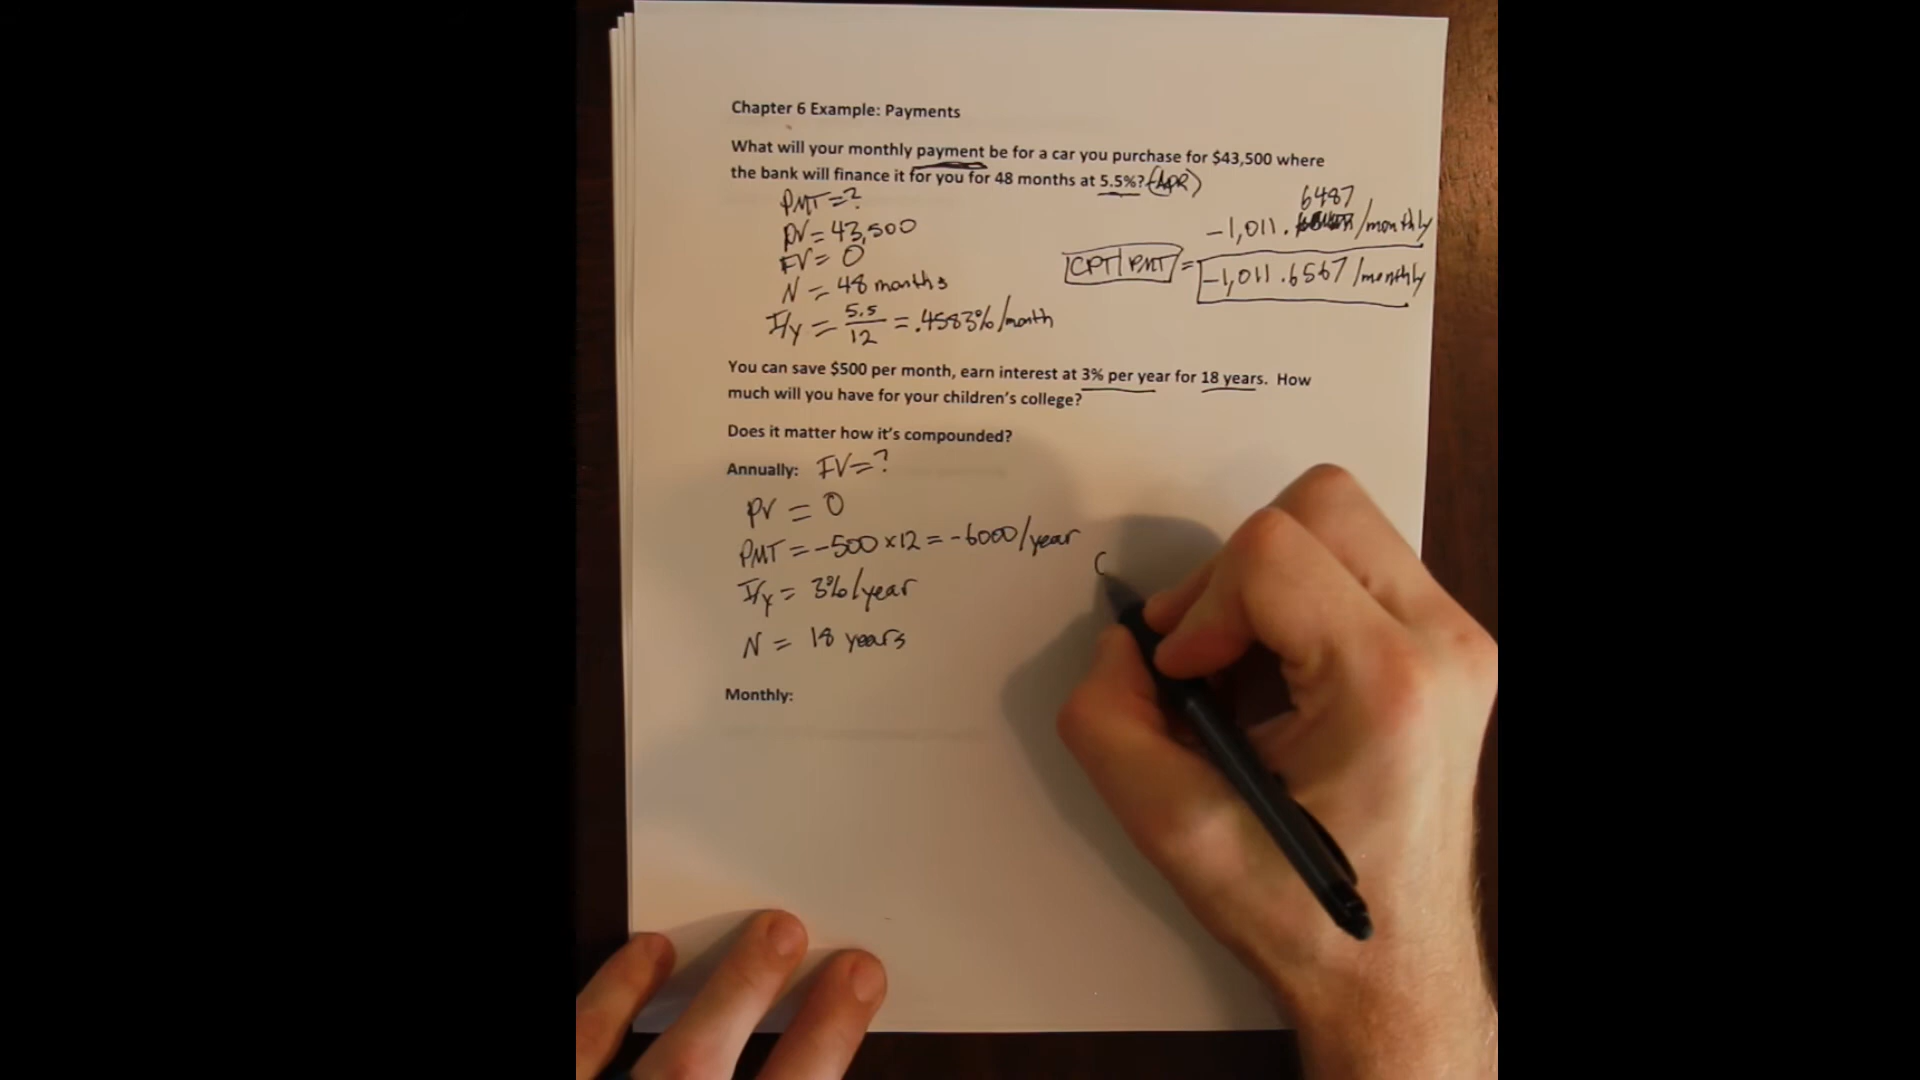 Chapter 6 Example: Payments
What will your monthly payment be for a car you purchase for $43,500 where
the bank will finance it for you for 48 months at 5.5%? (APR)
PMT = ?
PV = 43,500
FV = 0
N = 48 months
I/Y = 5.5/12 = .4583%/month
6487
-1,011. /monthly
CPT PMT = -1,011.6567/monthly
You can save $500 per month, earn interest at 3% per year for 18 years. How
much will you have for your children's college?
Does it matter how it's compounded?
Annually: FV = ?
PV = 0
PMT = -500 x 12 = -6000/year
I/Y = 3%/year
N = 18 years
Monthly: